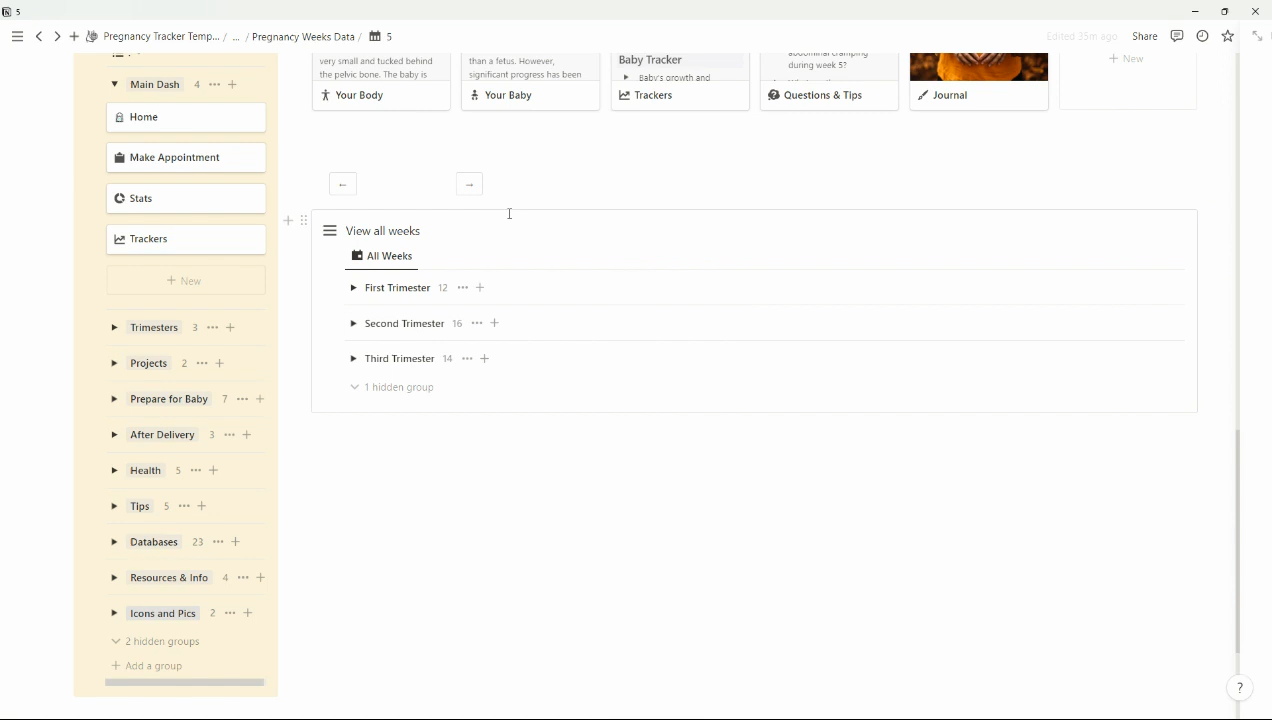 5
Pregnancy Tracker Temp... / ... / Pregnancy Weeks Data / 5
Edited 35m ago Share
Main Dash 4
Home
Make Appointment
Stats
Trackers
New
Trimesters 3
Projects 2
Prepare for Baby 7
After Delivery 3
Health 5
Tips 5
Databases 23
Resources & Info 4
Icons and Pics 2
2 hidden groups
Add a group
very small and tucked behind
the pelvic bone. The baby is
Your Body
than a fetus. However,
significant progress has been
Your Baby
Baby Tracker
Baby's growth and
Trackers
abdominal cramping
during week 5?
Questions & Tips
Journal
New
← →
View all weeks
All Weeks
First Trimester 12
Second Trimester 16
Third Trimester 14
1 hidden group
?